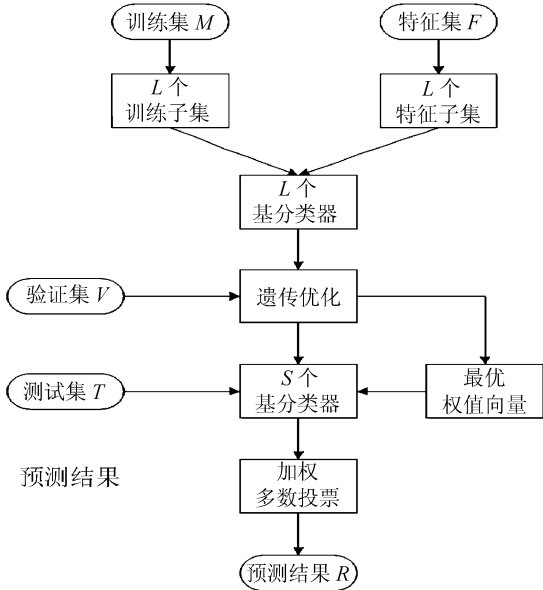 训练集 M
特征集 F
L 个
训练子集
L 个
特征子集
L 个
基分类器
验证集 V
遗传优化
测试集 T
S 个
基分类器
最优
权值向量
预测结果
加权
多数投票
预测结果 R